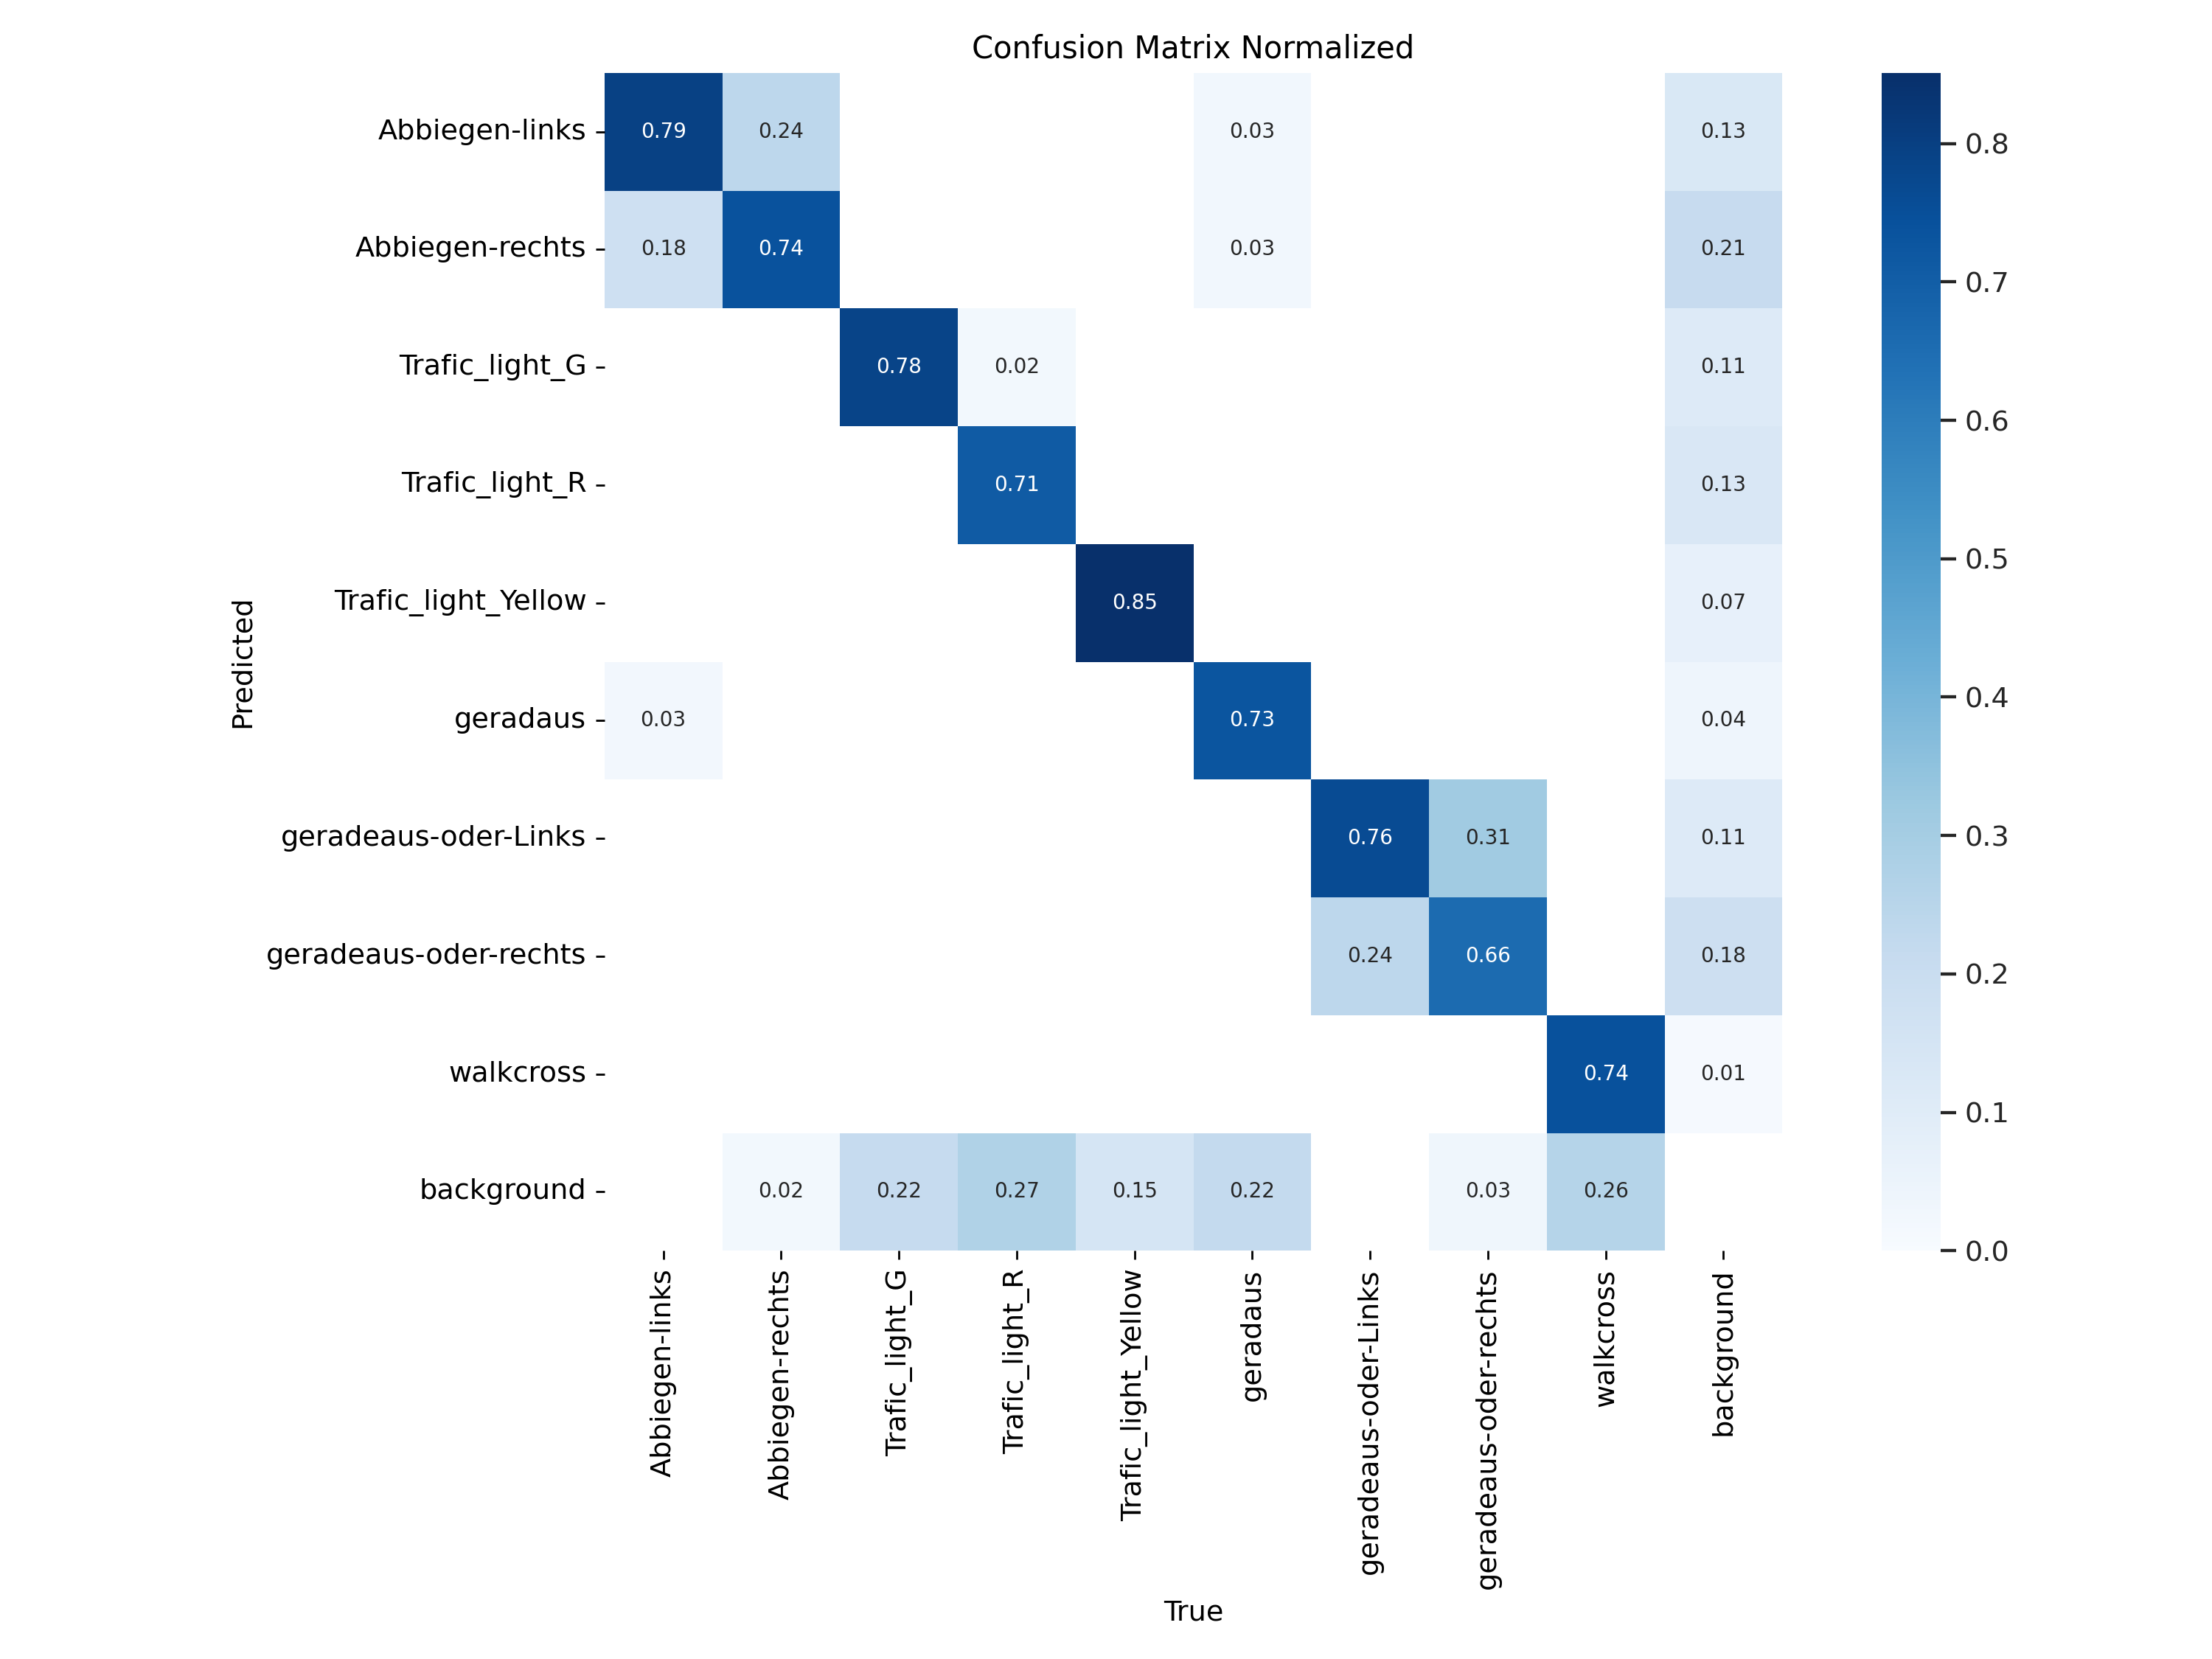 Confusion Matrix Normalized
Abbiegen-links 0.79 0.24 0.03 0.13
Abbiegen-rechts 0.18 0.74 0.03 0.21
Trafic_light_G 0.78 0.02 0.11
Trafic_light_R 0.71 0.13
Trafic_light_Yellow 0.85 0.07
geradaus 0.03 0.73 0.04
geradeaus-oder-Links 0.76 0.31 0.11
geradeaus-oder-rechts 0.24 0.66 0.18
walkcross 0.74 0.01
background 0.02 0.22 0.27 0.15 0.22 0.03 0.26
Predicted
Abbiegen-links
Abbiegen-rechts
Trafic_light_G
Trafic_light_R
Trafic_light_Yellow
geradaus
geradeaus-oder-Links
geradeaus-oder-rechts
walkcross
background
True
0.8
0.7
0.6
0.5
0.4
0.3
0.2
0.1
0.0